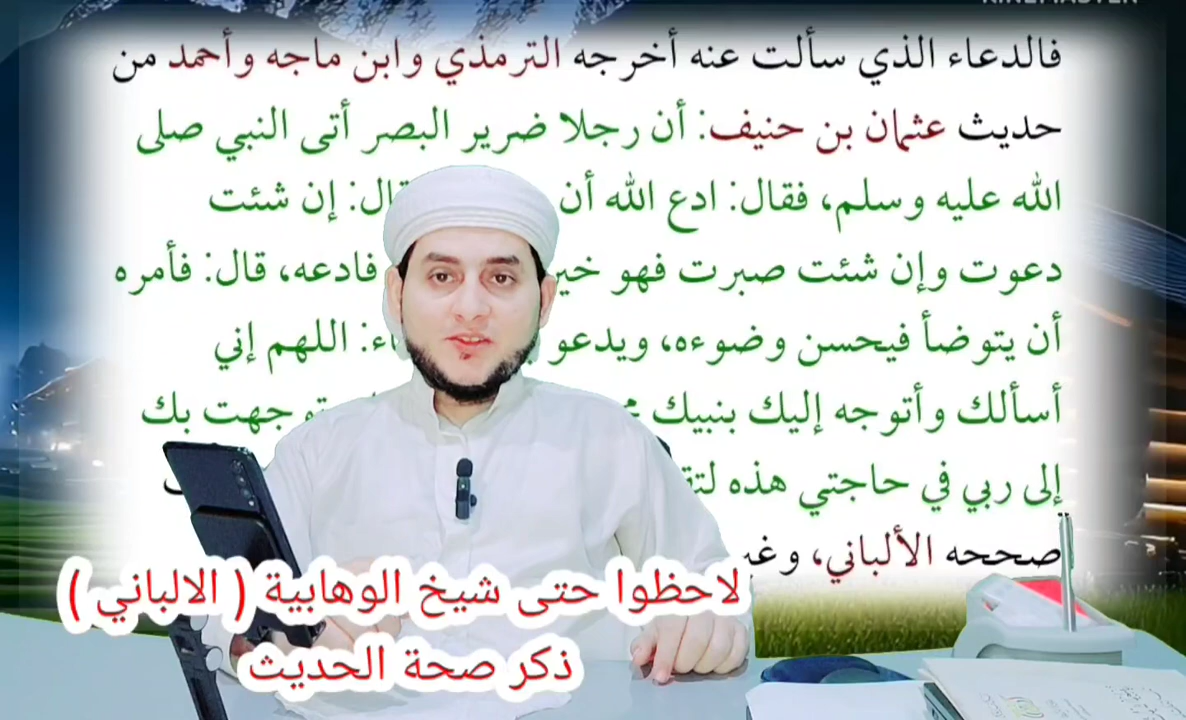 فالدعاء الذي سألت عنه أخرجه الترمذي وابن ماجه وأحمد من
حديث عثمان بن حنيف: أن رجلا ضرير البصر أتى النبي صلى
الله عليه وسلم، فقال: ادع الله أن قال: إن شئت
دعوت وإن شئت صبرت فهو خير فادعه، قال: فأمره
أن يتوضأ فيحسن وضوءه، ويدعو اللهم إني
أسألك وأتوجه إليك بنبيك توجهت بك
إلى ربي في حاجتي هذه
صححه الألباني،
لاحظوا حتى شيخ الوهابية ( الالباني )
ذكر صحة الحديث